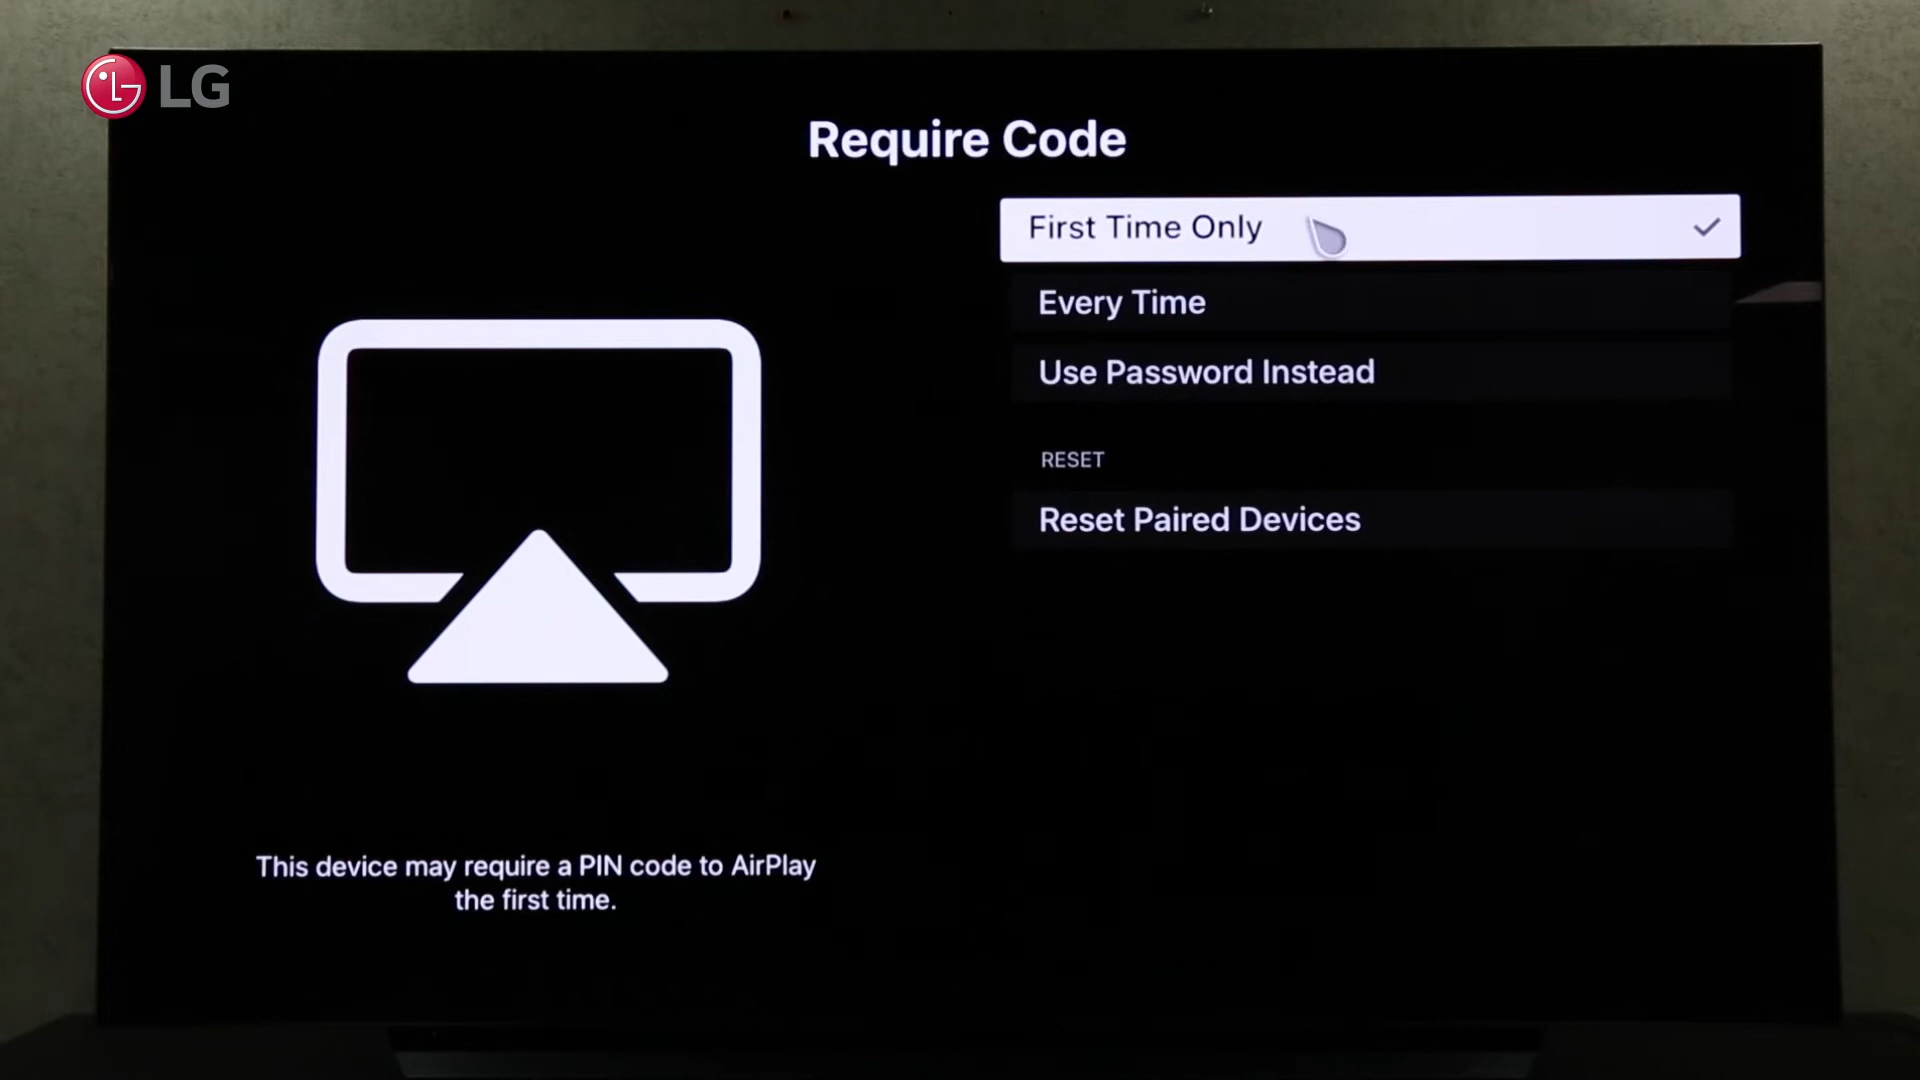 LG
Require Code
First Time Only
Every Time
Use Password Instead
RESET
Reset Paired Devices
This device may require a PIN code to AirPlay
the first time.